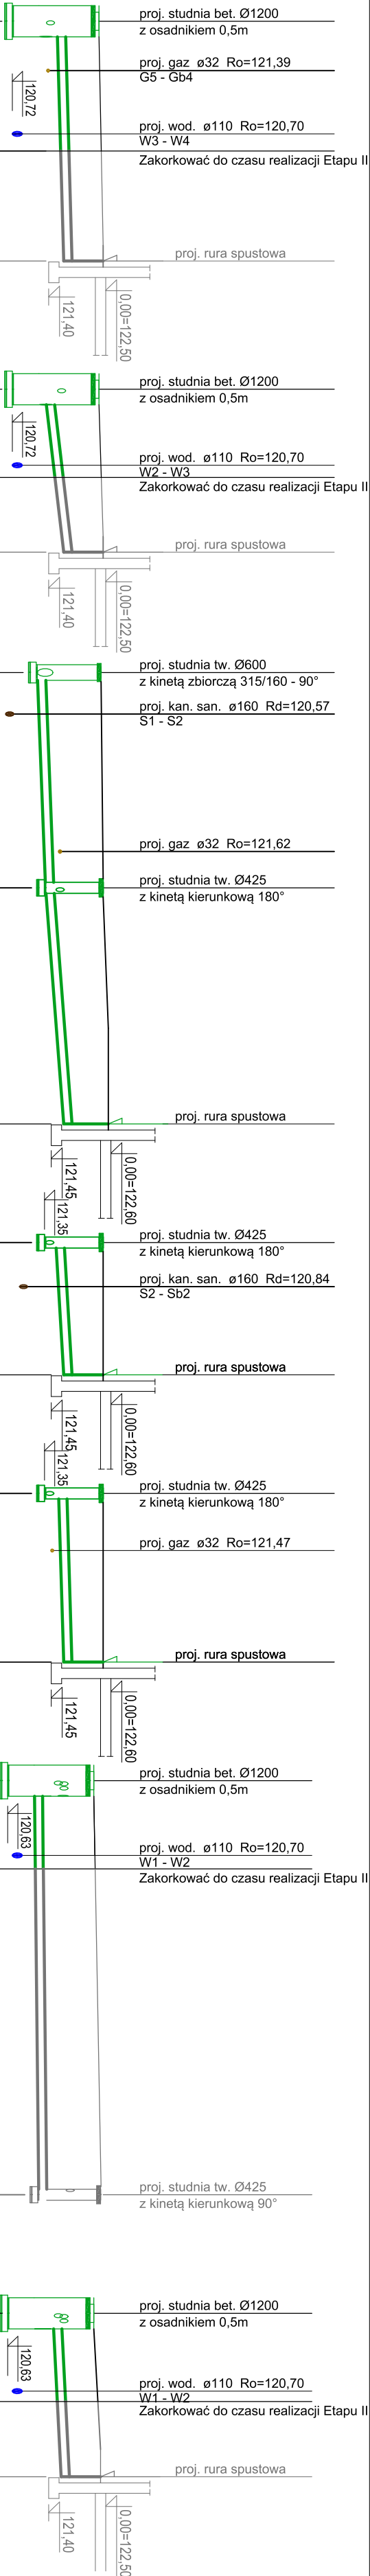 proj. studnia bet. Ø1200
z osadnikiem 0,5m
proj. gaz ø32 Ro=121,39
G5 - Gb4
120,72
proj. wod. ø110 Ro=120,70
W3 - W4
Zakorkować do czasu realizacji Etapu II
proj. rura spustowa
121,40
0,00=122,50
proj. studnia bet. Ø1200
z osadnikiem 0,5m
120,72
proj. wod. ø110 Ro=120,70
W2 - W3
Zakorkować do czasu realizacji Etapu II
proj. rura spustowa
121,40
0,00=122,50
proj. studnia tw. Ø600
z kinetą zbiorczą 315/160 - 90°
proj. kan. san. ø160 Rd=120,57
S1 - S2
proj. gaz ø32 Ro=121,62
proj. studnia tw. Ø425
z kinetą kierunkową 180°
proj. rura spustowa
121,45
0,00=122,60
121,35
proj. studnia tw. Ø425
z kinetą kierunkową 180°
proj. kan. san. ø160 Rd=120,84
S2 - Sb2
proj. rura spustowa
121,45
0,00=122,60
121,35
proj. studnia tw. Ø425
z kinetą kierunkową 180°
proj. gaz ø32 Ro=121,47
proj. rura spustowa
121,45
0,00=122,60
proj. studnia bet. Ø1200
z osadnikiem 0,5m
120,63
proj. wod. ø110 Ro=120,70
W1 - W2
Zakorkować do czasu realizacji Etapu II
proj. studnia tw. Ø425
z kinetą kierunkową 90°
proj. studnia bet. Ø1200
z osadnikiem 0,5m
120,63
proj. wod. ø110 Ro=120,70
W1 - W2
Zakorkować do czasu realizacji Etapu II
proj. rura spustowa
121,40
0,00=122,50